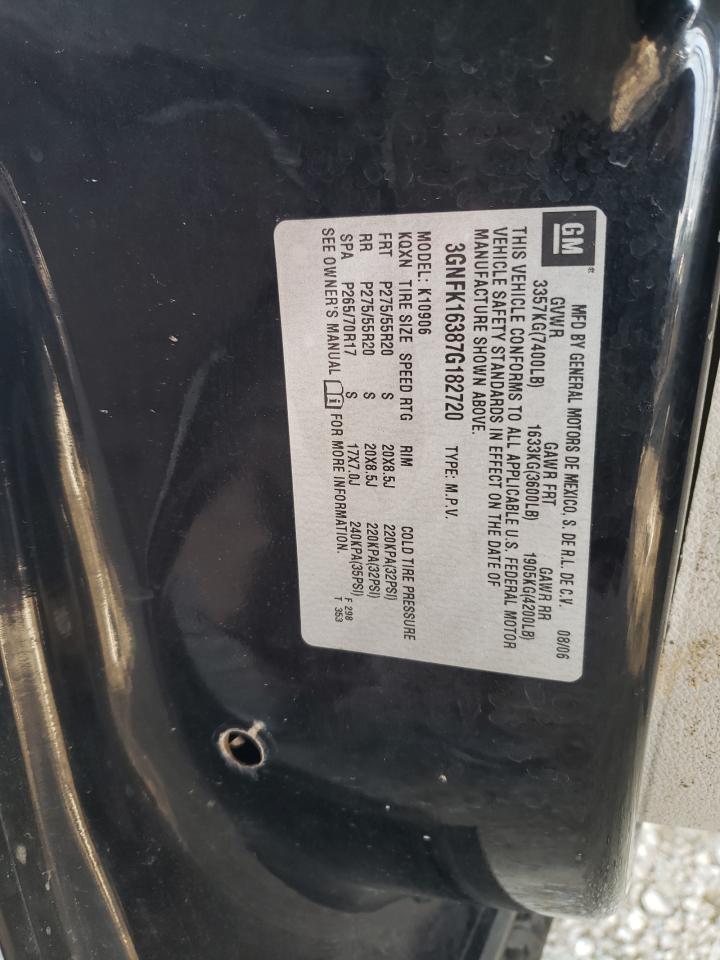 GM®
MFD BY GENERAL MOTORS DE MEXICO, S. DE R.L. DE C.V.
08/06
GVWR GAWR FRT GAWR RR
3357KG(7400LB) 1633KG(3600LB) 1905KG(4200LB)
THIS VEHICLE CONFORMS TO ALL APPLICABLE U.S. FEDERAL MOTOR
VEHICLE SAFETY STANDARDS IN EFFECT ON THE DATE OF
MANUFACTURE SHOWN ABOVE.
3GNFK16387G182720 TYPE: M.P.V.
MODEL: K10906
KQXN TIRE SIZE SPEED RTG RIM COLD TIRE PRESSURE
FRT P275/55R20 S 20X8.5J 220KPA(32PSI)
RR P275/55R20 S 20X8.5J 220KPA(32PSI)
SPA P265/70R17 S 17X7.0J 240KPA(35PSI)
SEE OWNER'S MANUAL i FOR MORE INFORMATION.
F 298
T 353